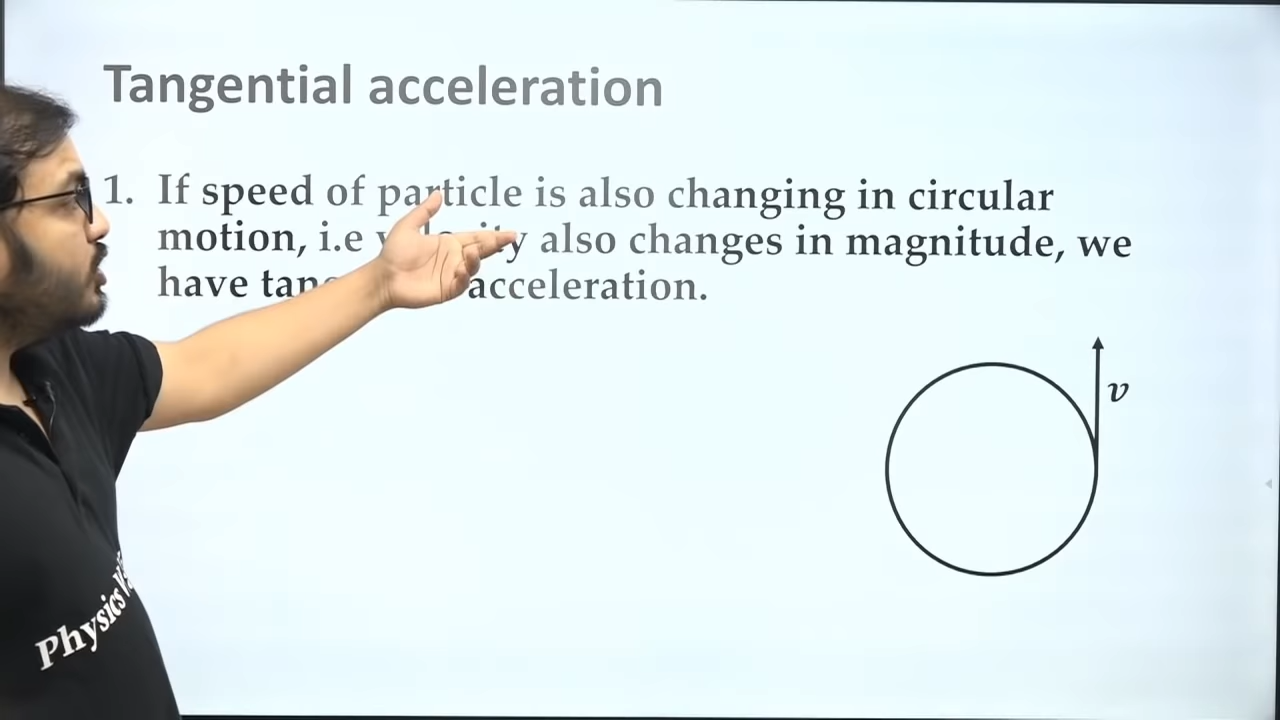 Tangential acceleration
1. If speed of particle is also changing in circular
motion, i.e also changes in magnitude, we
have acceleration.
v
Physics